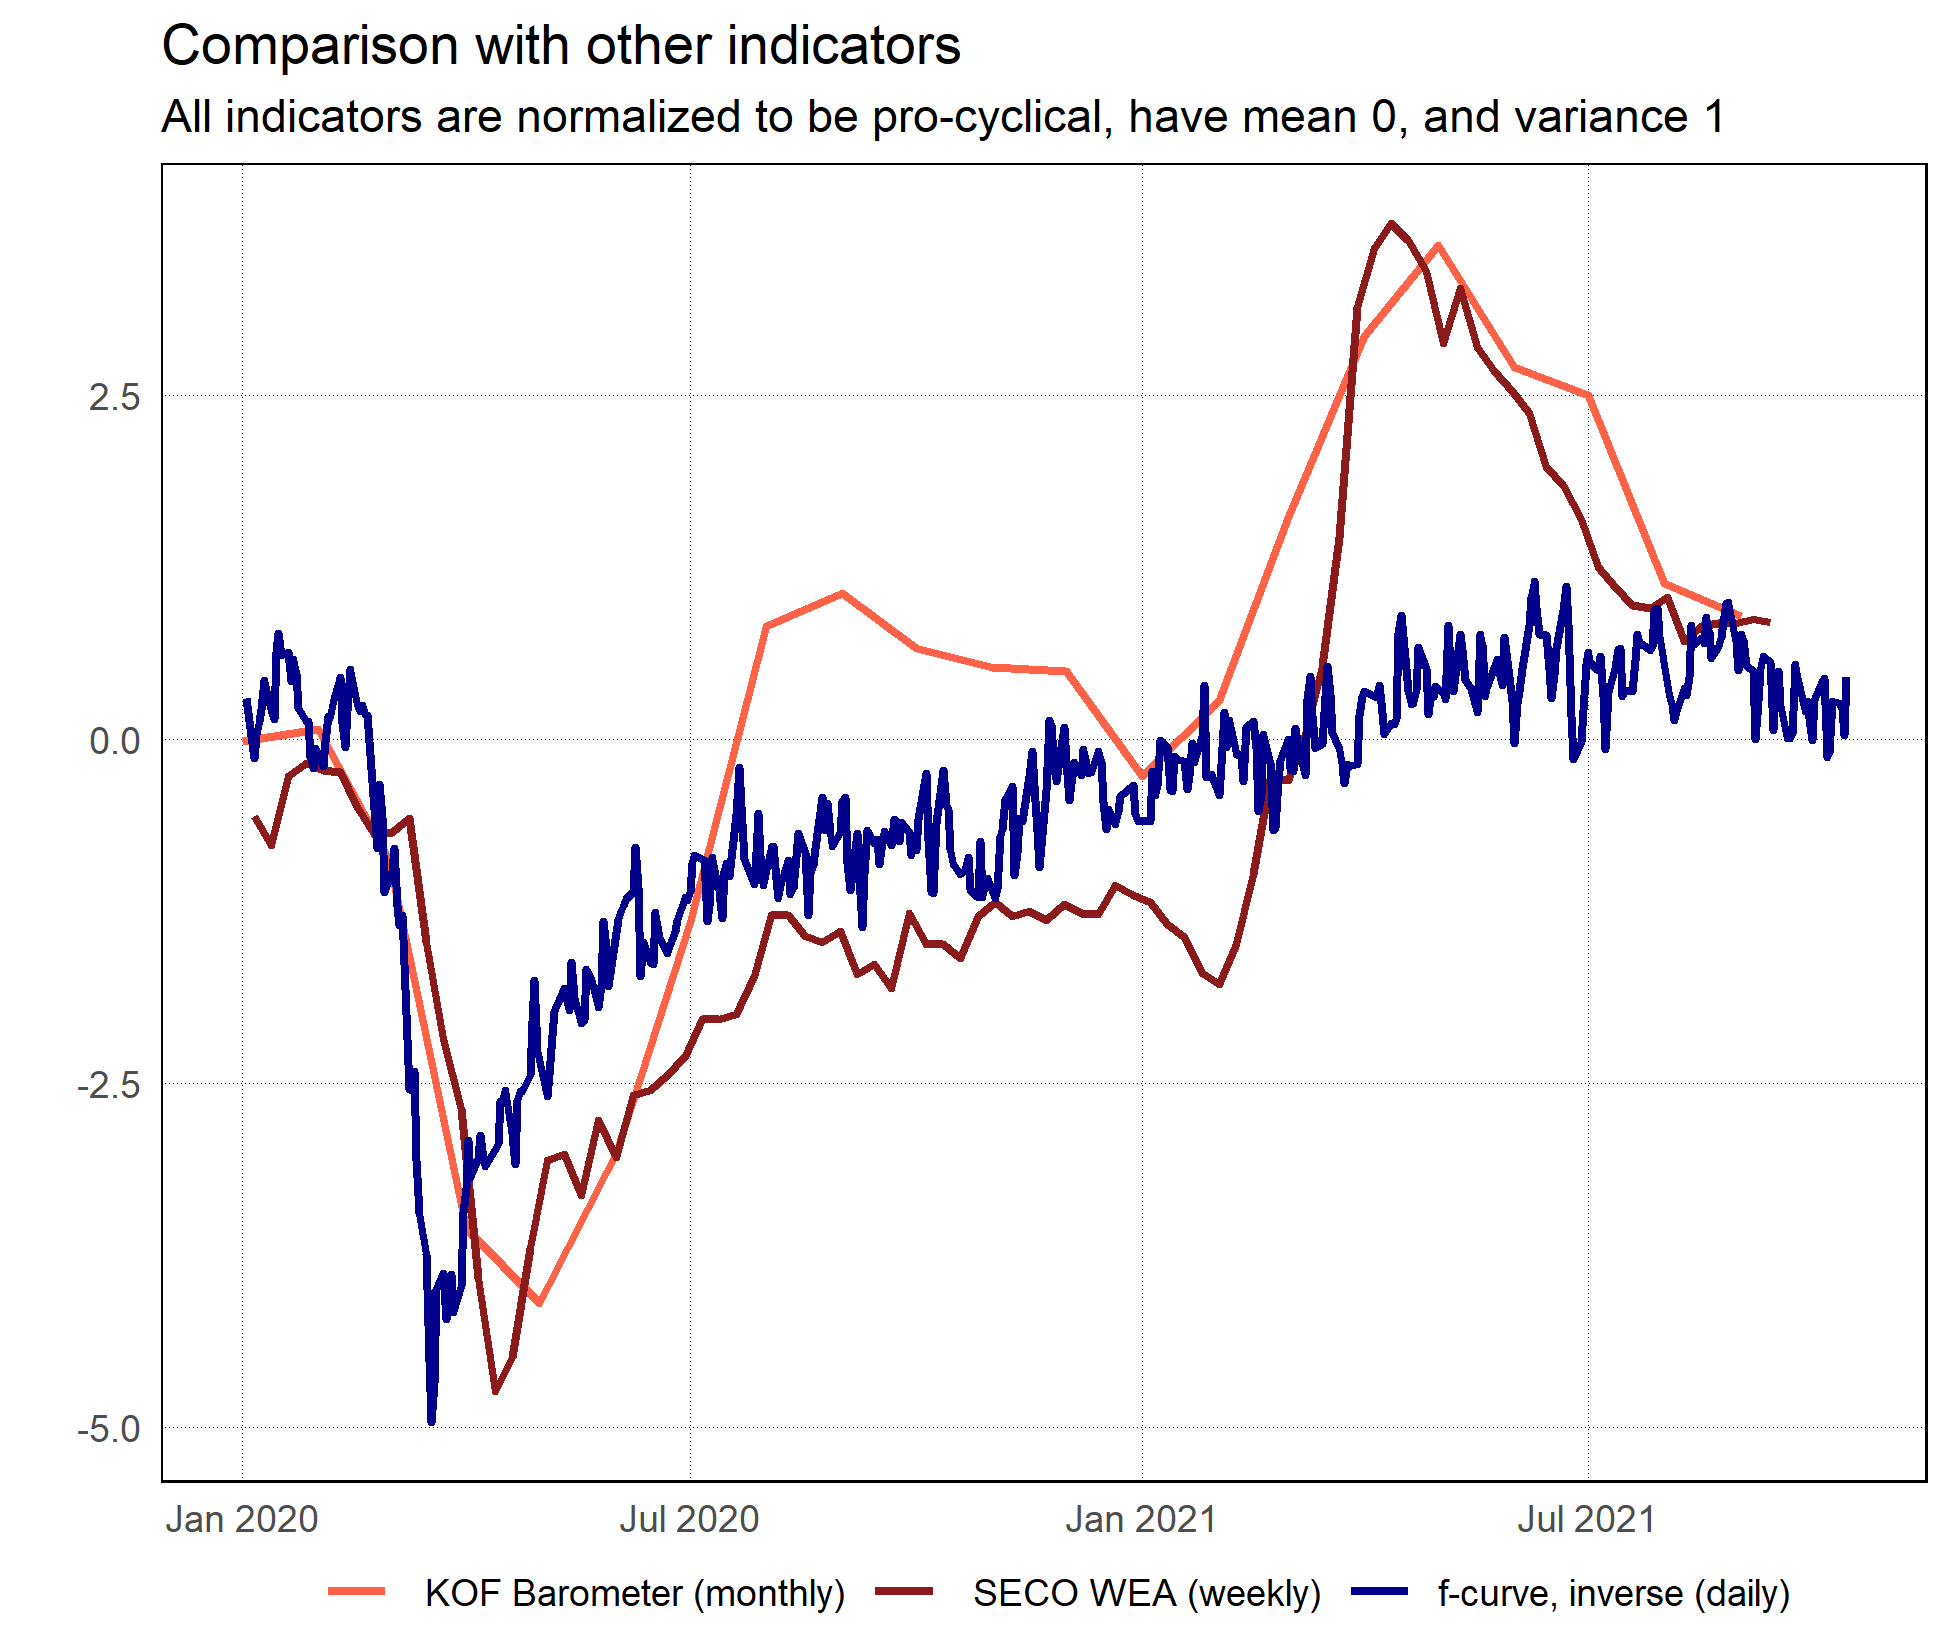 Comparison with other indicators
All indicators are normalized to be pro-cyclical, have mean 0, and variance 1
2.5
0.0
-2.5
-5.0
Jan 2020 Jul 2020 Jan 2021 Jul 2021
KOF Barometer (monthly) SECO WEA (weekly) f-curve, inverse (daily)